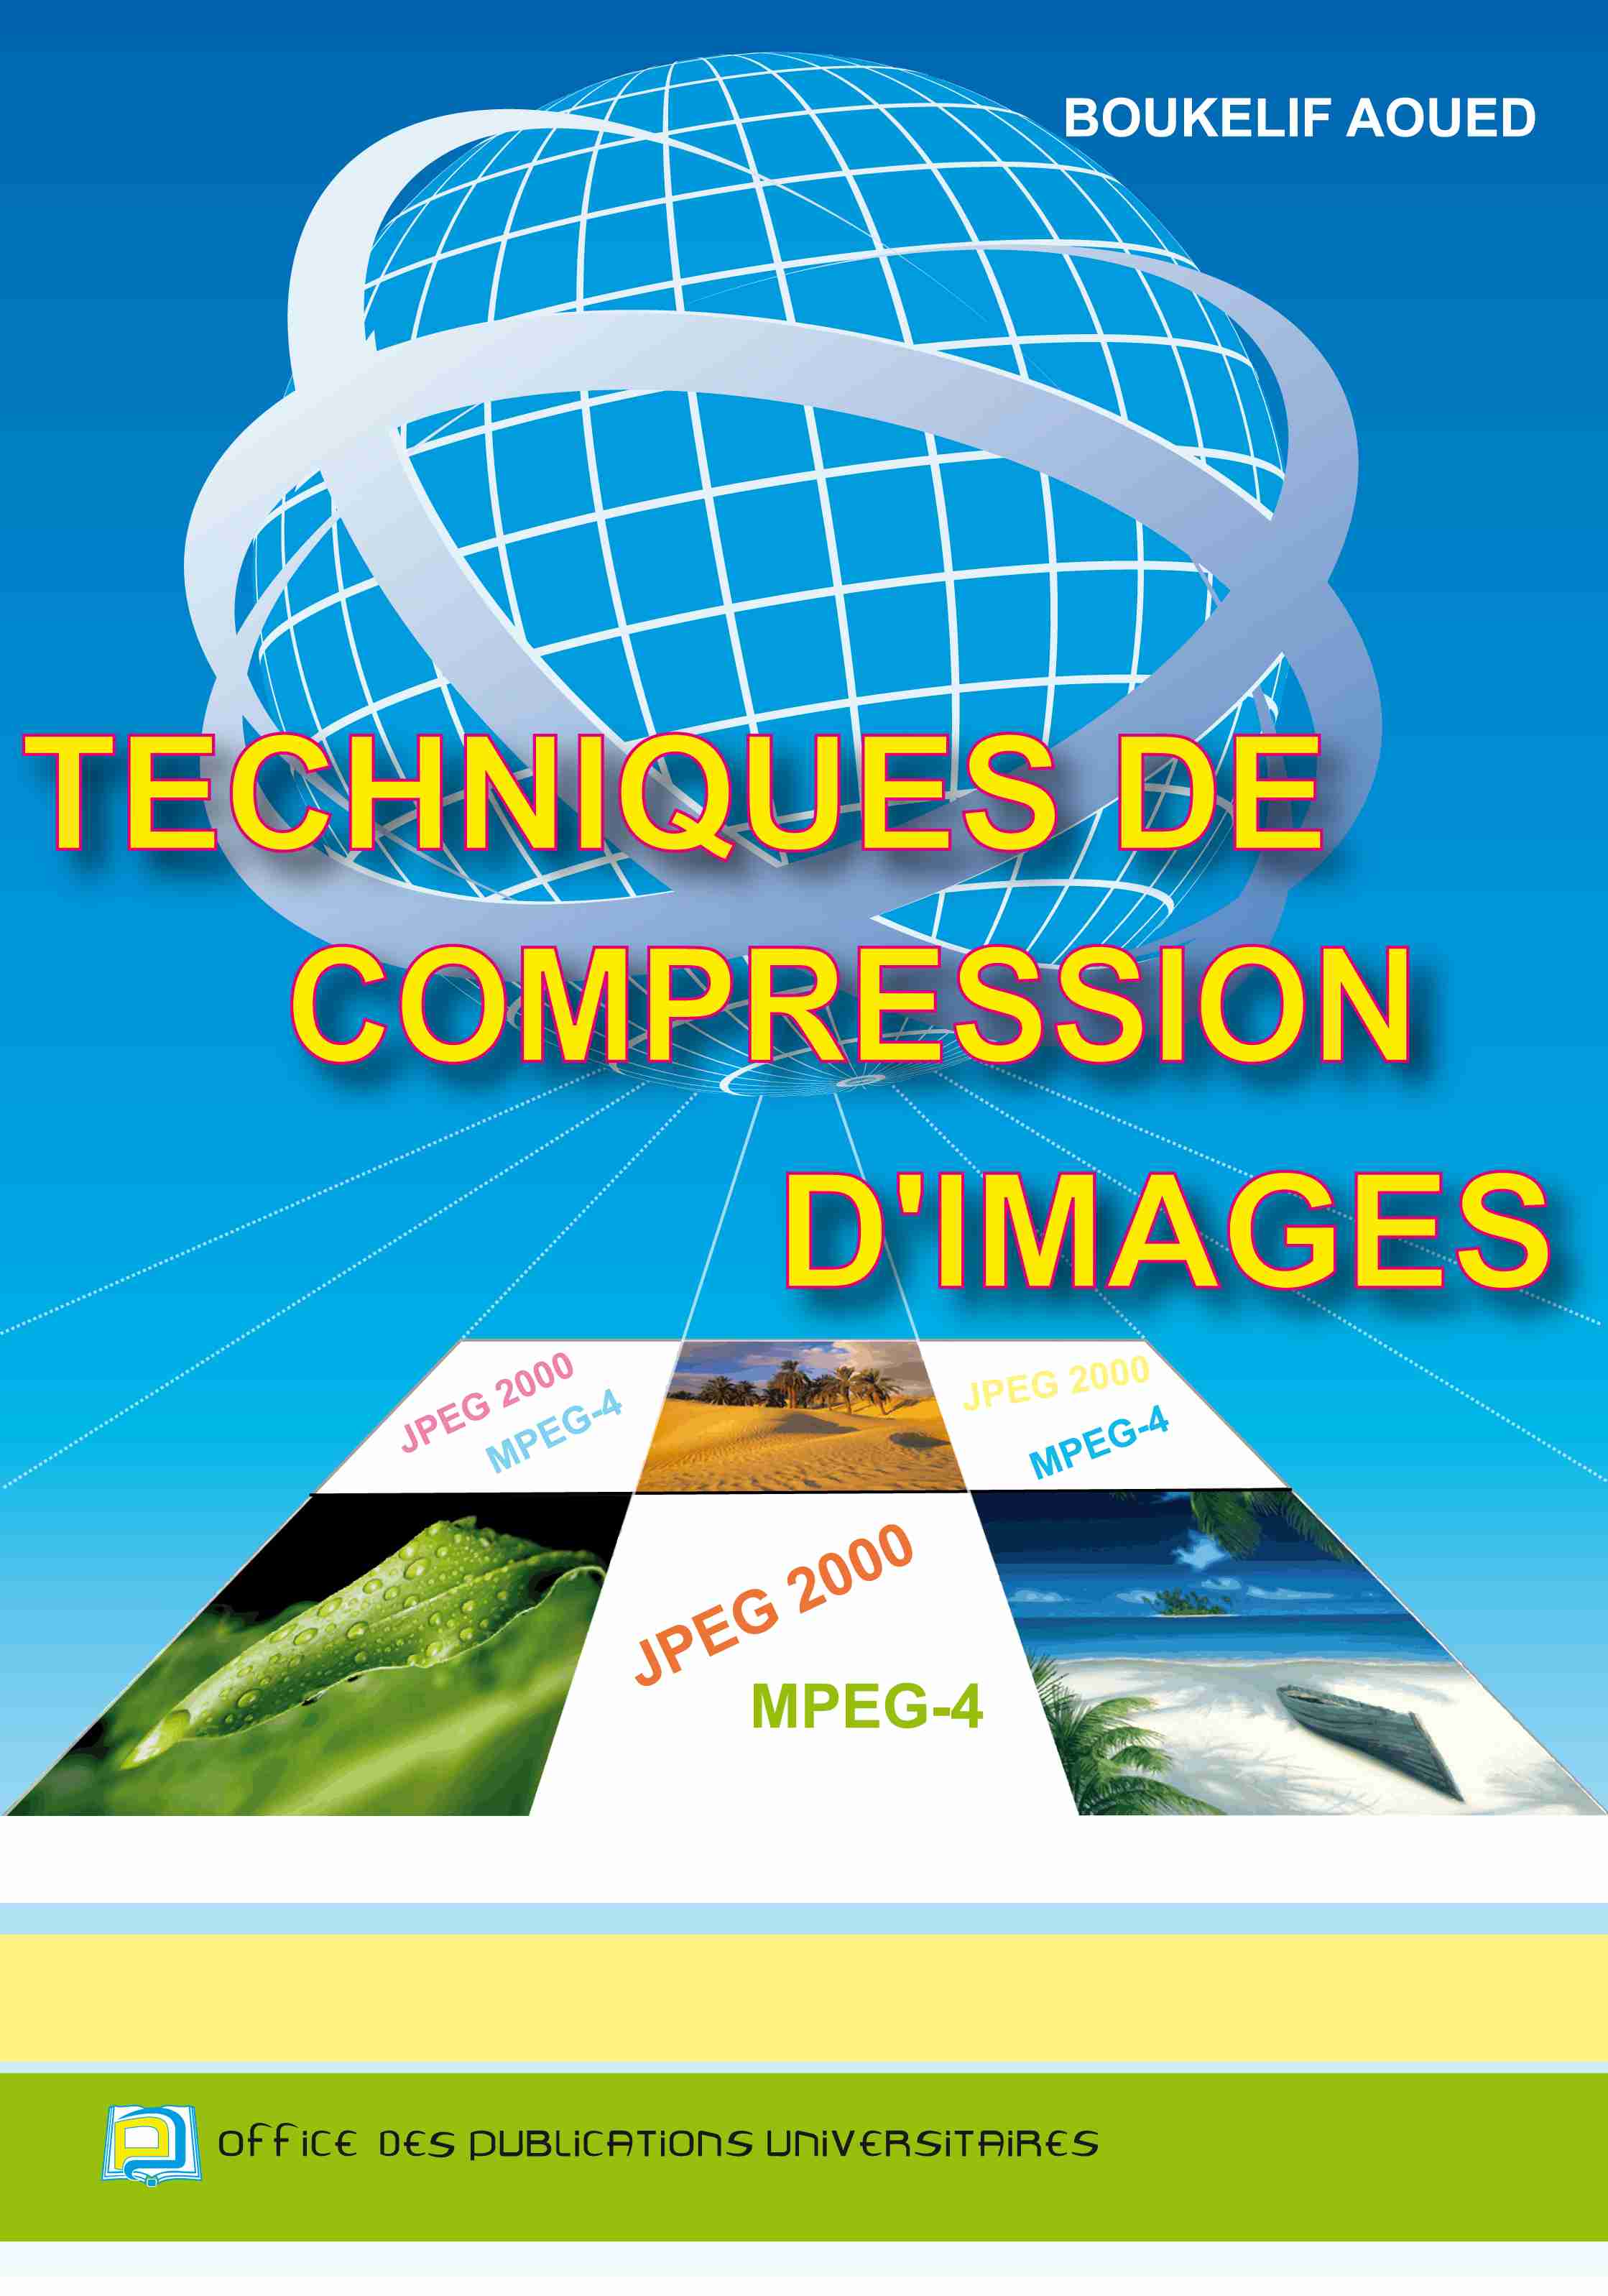 BOUKELIF AOUED
TECHNIQUES DE
COMPRESSION
D'IMAGES
JPEG 2000
MPEG-4
JPEG 2000
MPEG-4
JPEG 2000
MPEG-4
OFFICE DES PUBLICATIONS UNIVERSITAIRES